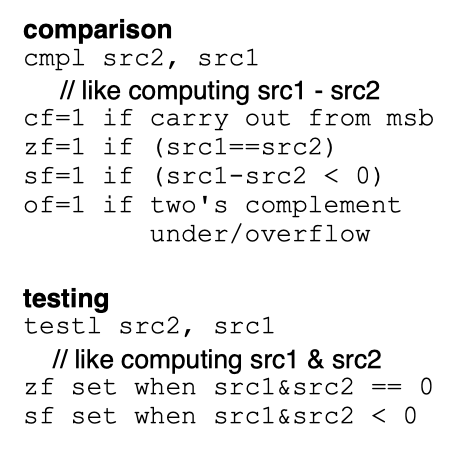 comparison
cmpl src2, src1
// like computing src1 - src2
cf=1 if carry out from msb
zf=1 if (src1==src2)
sf=1 if (src1-src2 < 0)
of=1 if two's complement
under/overflow
testing
testl src2, src1
// like computing src1 & src2
zf set when src1&src2 == 0
sf set when src1&src2 < 0